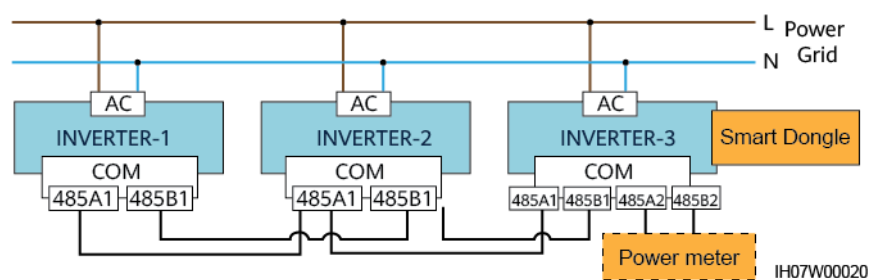 L Power
Grid
N
AC AC AC
INVERTER-1 INVERTER-2 INVERTER-3 Smart Dongle
COM COM COM
485A1 485B1 485A1 485B1 485A1 485B1 485A2 485B2
Power meter
IH07W00020